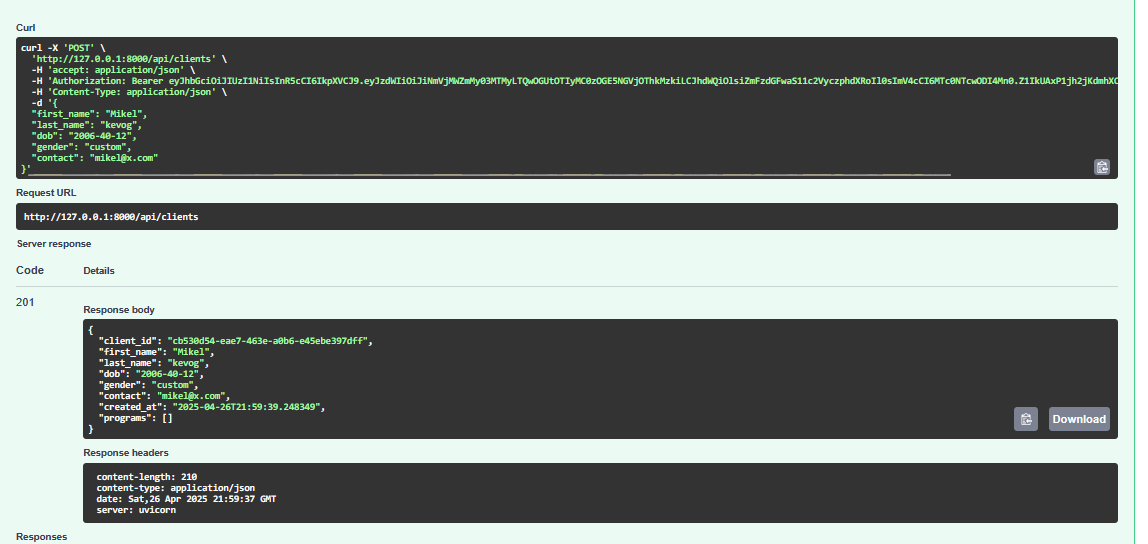 Curl
curl -X 'POST' \
'http://127.0.0.1:8000/api/clients' \
-H 'accept: application/json' \
-H 'Authorization: Bearer
-H 'Content-Type: application/json' \
-d '{
"first_name": "Mikel",
"last_name": "kevog",
"dob": "2006-40-12",
"gender": "custom",
"contact": "mikel@x.com"
}'
Request URL
http://127.0.0.1:8000/api/clients
Server response
Code Details
201
Response body
{
"client_id": "cb530d54-eae7-463e-a0b6-e45ebe397dff",
"first_name": "Mikel",
"last_name": "kevog",
"dob": "2006-40-12",
"gender": "custom",
"contact": "mikel@x.com",
"created_at": "2025-04-26T21:59:39.248349",
"programs": []
}
Download
Response headers
content-length: 210
content-type: application/json
date: Sat,26 Apr 2025 21:59:37 GMT
server: uvicorn
Responses